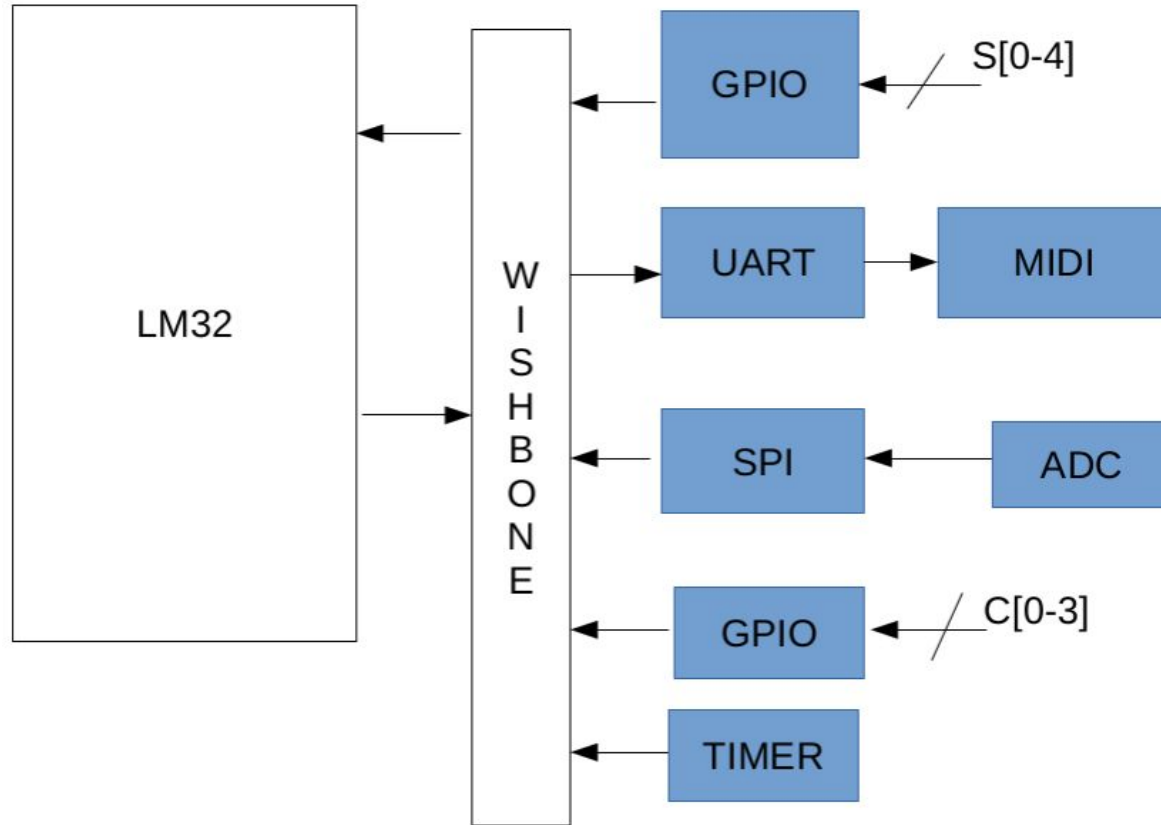 GPIO
S[0-4]
UART
MIDI
LM32
W
I
S
H
B
O
N
E
SPI
ADC
GPIO
C[0-3]
TIMER